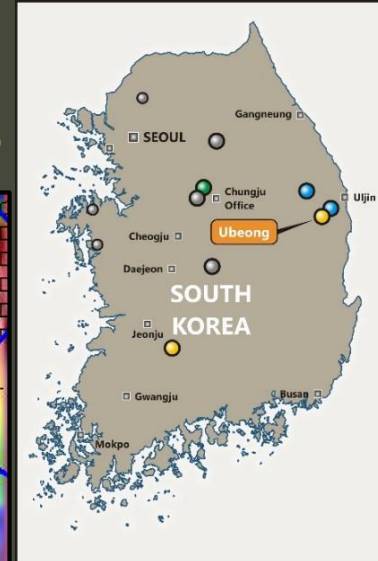 Gangneung
SEOUL
Chungju
Office
Uljin
Ubeong
Cheogju
Daejeon
SOUTH
KOREA
Jeonju
Gwangju
Busan
Mokpo